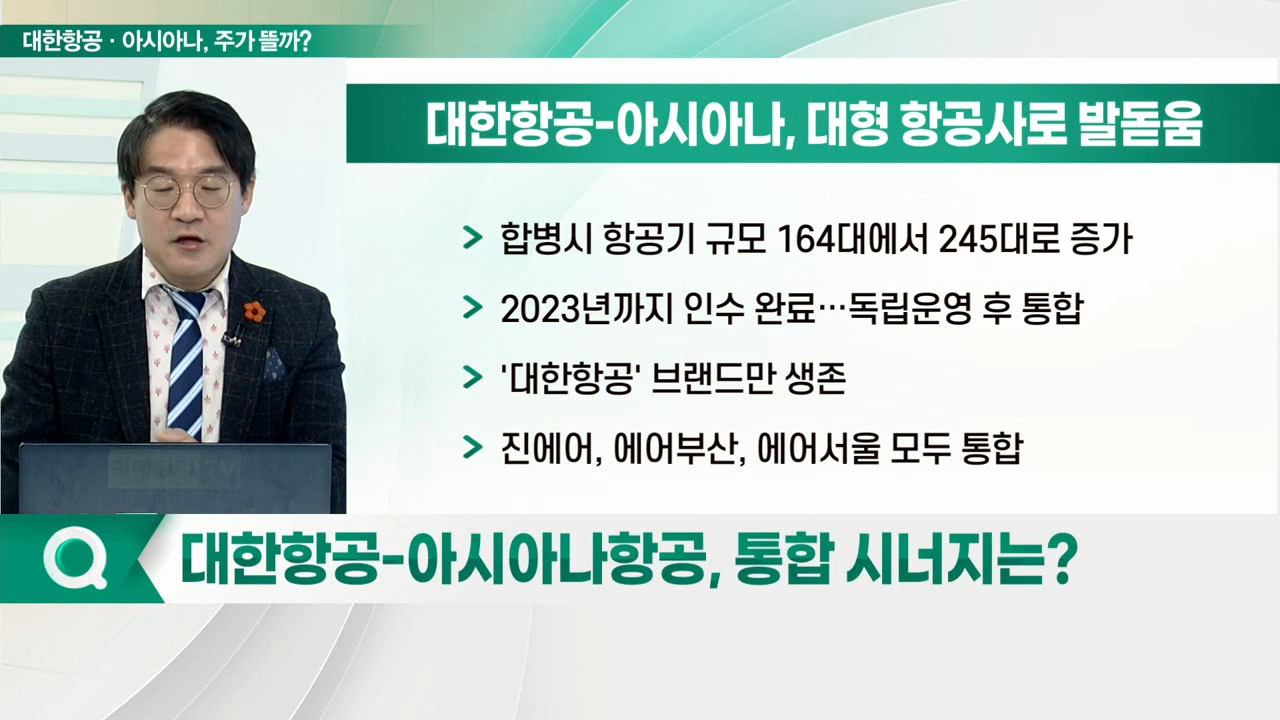 대한항공 · 아시아나, 주가 뜰까?
대한항공-아시아나, 대형 항공사로 발돋움
> 합병시 항공기 규모 164대에서 245대로 증가
> 2023년까지 인수 완료…독립운영 후 통합
> '대한항공' 브랜드만 생존
> 진에어, 에어부산, 에어서울 모두 통합
대한항공-아시아나항공, 통합 시너지는?